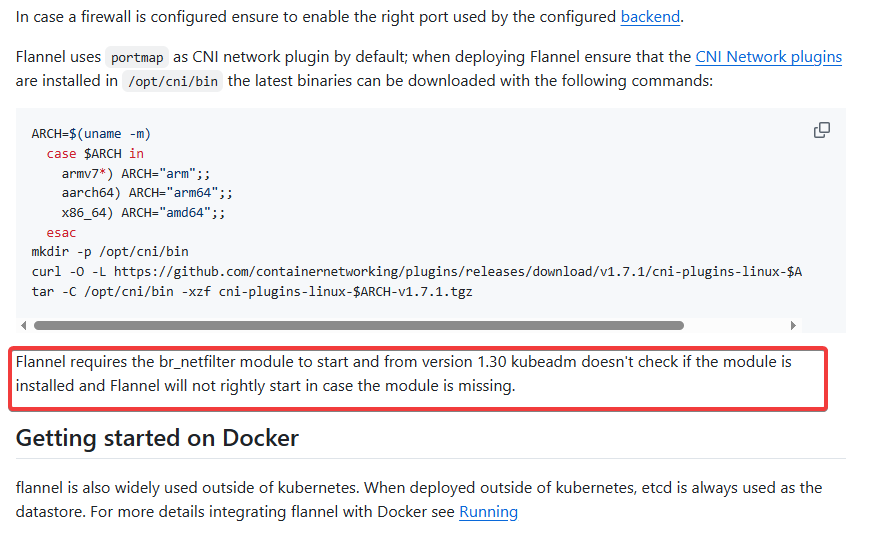 In case a firewall is configured ensure to enable the right port used by the configured backend.
Flannel uses portmap as CNI network plugin by default; when deploying Flannel ensure that the CNI Network plugins
are installed in /opt/cni/bin the latest binaries can be downloaded with the following commands:
ARCH=$(uname -m)
  case $ARCH in
    armv7*) ARCH="arm";;
    aarch64) ARCH="arm64";;
    x86_64) ARCH="amd64";;
  esac
mkdir -p /opt/cni/bin
curl -O -L https://github.com/containernetworking/plugins/releases/download/v1.7.1/cni-plugins-linux-$A
tar -C /opt/cni/bin -xzf cni-plugins-linux-$ARCH-v1.7.1.tgz
Flannel requires the br_netfilter module to start and from version 1.30 kubeadm doesn't check if the module is
installed and Flannel will not rightly start in case the module is missing.
Getting started on Docker
flannel is also widely used outside of kubernetes. When deployed outside of kubernetes, etcd is always used as the
datastore. For more details integrating flannel with Docker see Running